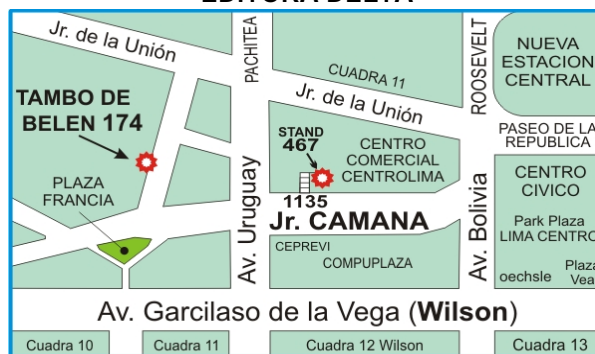 EDITORA DELTA
Jr. de la Unión
PACHITEA
CUADRA 11
Jr. de la Unión
ROOSEVELT
NUEVA
ESTACION
CENTRAL
TAMBO DE
BELEN 174
PLAZA
FRANCIA
STAND
467
1135
CENTRO
COMERCIAL
CENTROLIMA
PASEO DE LA
REPUBLICA
CENTRO
CIVICO
Park Plaza
LIMA CENTRO
Plaza
Vea
oechsle
Av. Uruguay
Jr. CAMANA
CEPREVI
COMPUPLAZA
Av. Bolivia
Av. Garcilaso de la Vega (Wilson)
Cuadra 10
Cuadra 11
Cuadra 12 Wilson
Cuadra 13